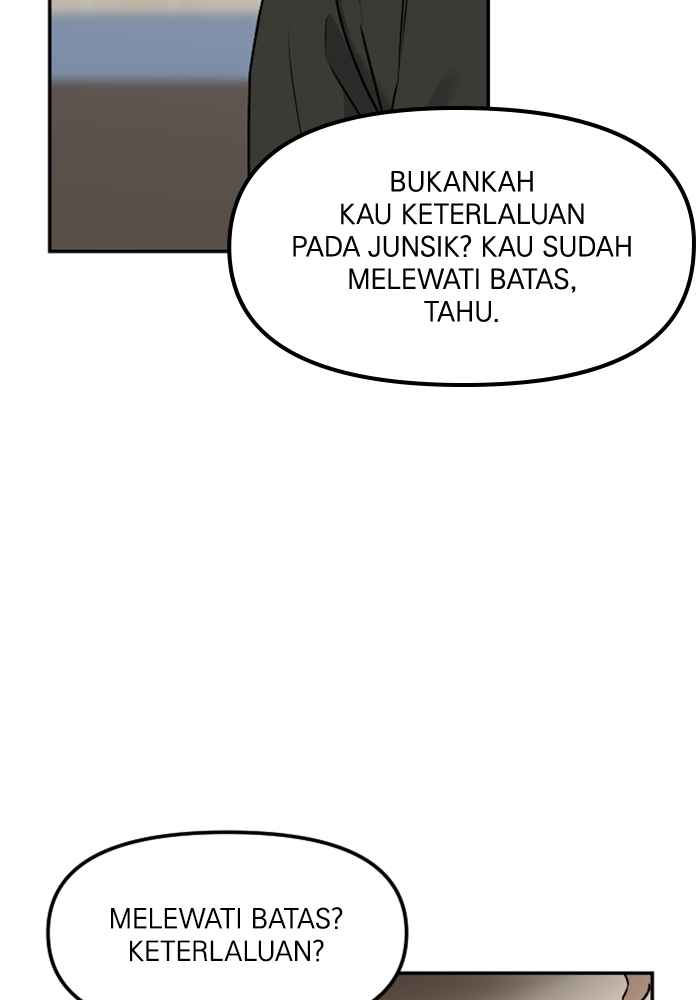 BUKANKAH
KAU KETERLALUAN
PADA JUNSIK? KAU SUDAH
MELEWATI BATAS,
TAHU.
MELEWATI BATAS?
KETERLALUAN?